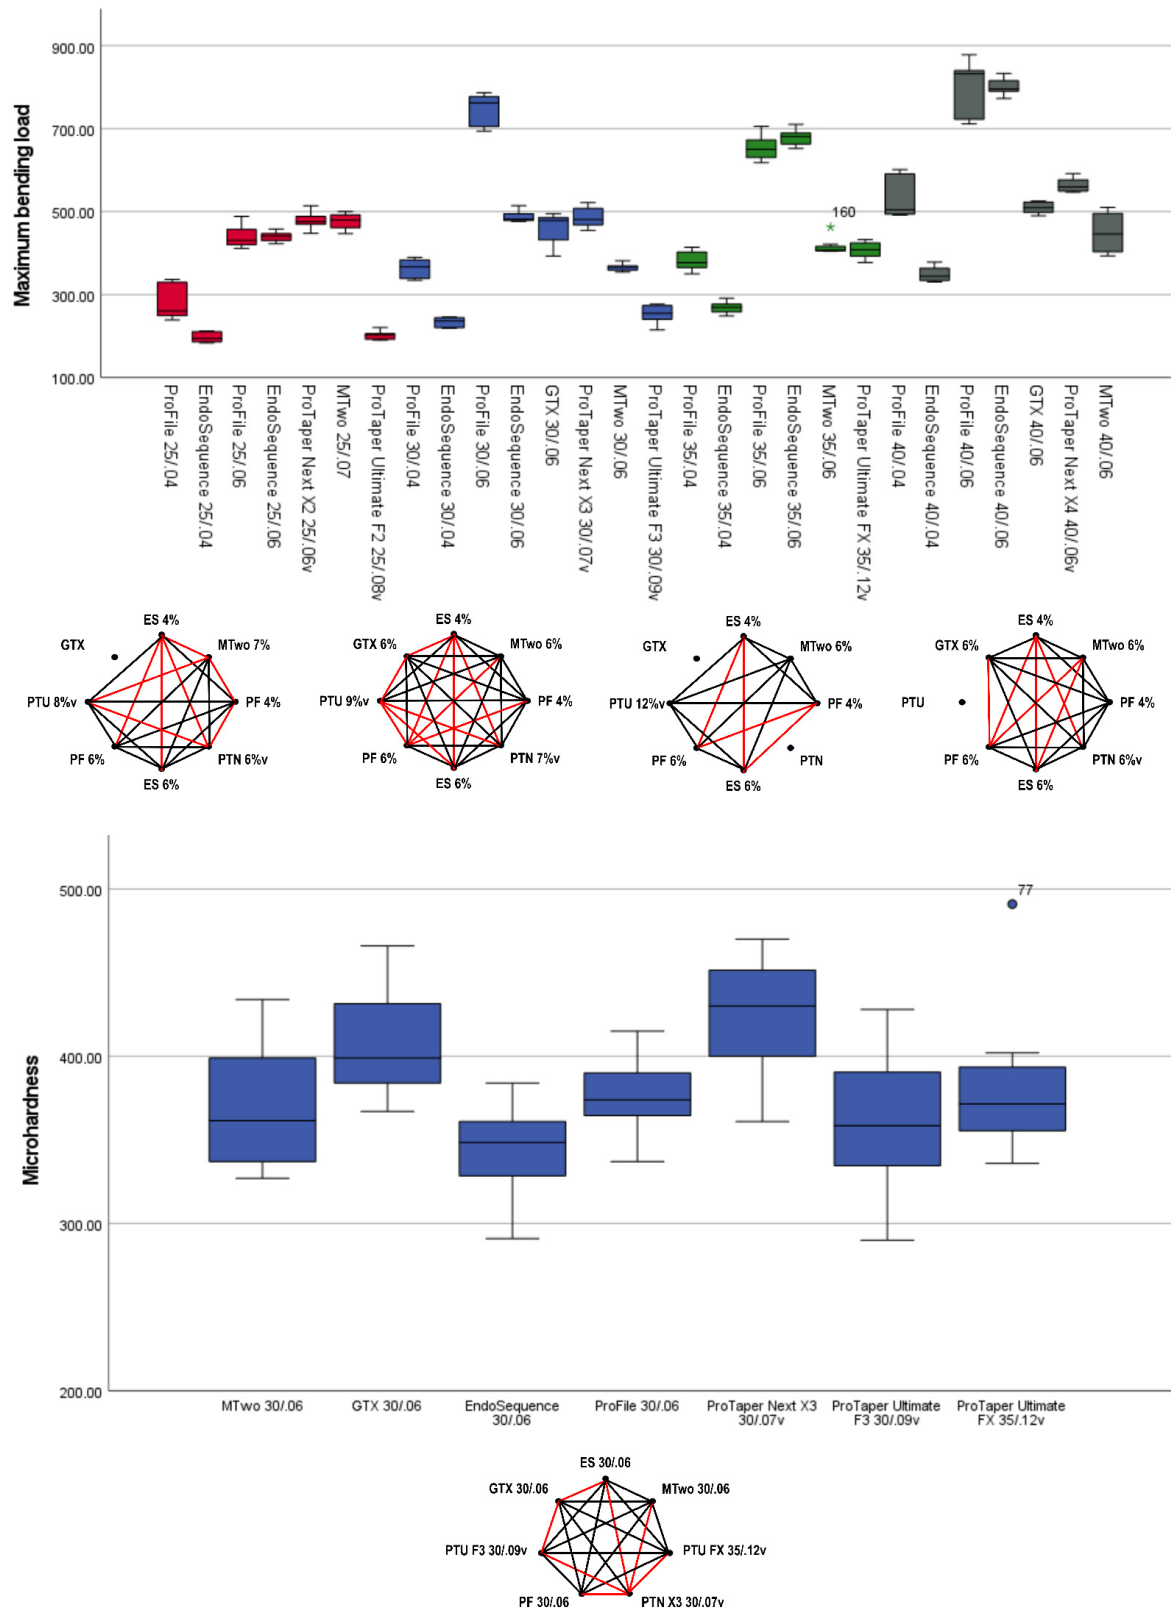 Maximum bending load
900.00
700.00
500.00
300.00
100.00
160
ProFile 25/.04
EndoSequence 25/.04
ProFile 25/.06
EndoSequence 25/.06
ProTaper Next X2 25/.06v
MTwo 25/.07
ProTaper Ultimate F2 25/.08v
ProFile 30/.04
EndoSequence 30/.04
ProFile 30/.06
EndoSequence 30/.06
GTX 30/.06
ProTaper Next X3 30/.07v
MTwo 30/.06
ProTaper Ultimate F3 30/.09v
ProFile 35/.04
EndoSequence 35/.04
ProFile 35/.06
EndoSequence 35/.06
MTwo 35/.06
ProTaper Ultimate FX 35/.12v
ProFile 40/.04
EndoSequence 40/.04
ProFile 40/.06
EndoSequence 40/.06
GTX 40/.06
ProTaper Next X4 40/.06v
MTwo 40/.06
ES 4%
GTX
MTwo 7%
PTU 8%v
PF 4%
PF 6%
PTN 6%v
ES 6%
ES 4%
GTX 6%
MTwo 6%
PTU 9%v
PF 4%
PF 6%
PTN 7%v
ES 6%
ES 4%
GTX
MTwo 6%
PTU 12%v
PF 4%
PF 6%
PTN
ES 6%
ES 4%
GTX 6%
MTwo 6%
PTU
PF 4%
PF 6%
PTN 6%v
ES 6%
Microhardness
500.00
400.00
300.00
200.00
77
MTwo 30/.06
GTX 30/.06
EndoSequence
30/.06
ProFile 30/.06
ProTaper Next X3
30/.07v
ProTaper Ultimate
F3 30/.09v
ProTaper Ultimate
FX 35/.12v
ES 30/.06
GTX 30/.06
MTwo 30/.06
PTU F3 30/.09v
PTU FX 35/.12v
PF 30/.06
PTN X3 30/.07v